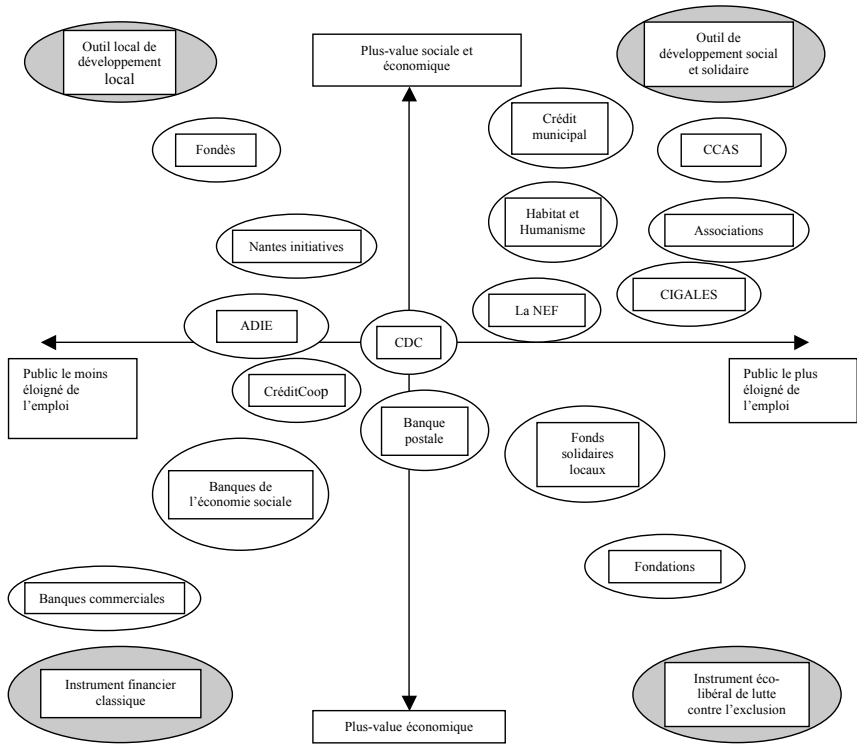 Outil local de
développement
local
Plus-value sociale et
économique
Outil de
développement social
et solidaire
Crédit
municipal
Fondès
CCAS
Habitat et
Humanisme
Associations
Nantes initiatives
CIGALES
La NEF
ADIE
CDC
Public le moins
éloigné de
l'emploi
Public le plus
éloigné de
l'emploi
CréditCoop
Banque
postale
Fonds
solidaires
locaux
Banques de
l'économie sociale
Fondations
Banques commerciales
Instrument financier
classique
Instrument éco-
libéral de lutte
contre l'exclusion
Plus-value économique